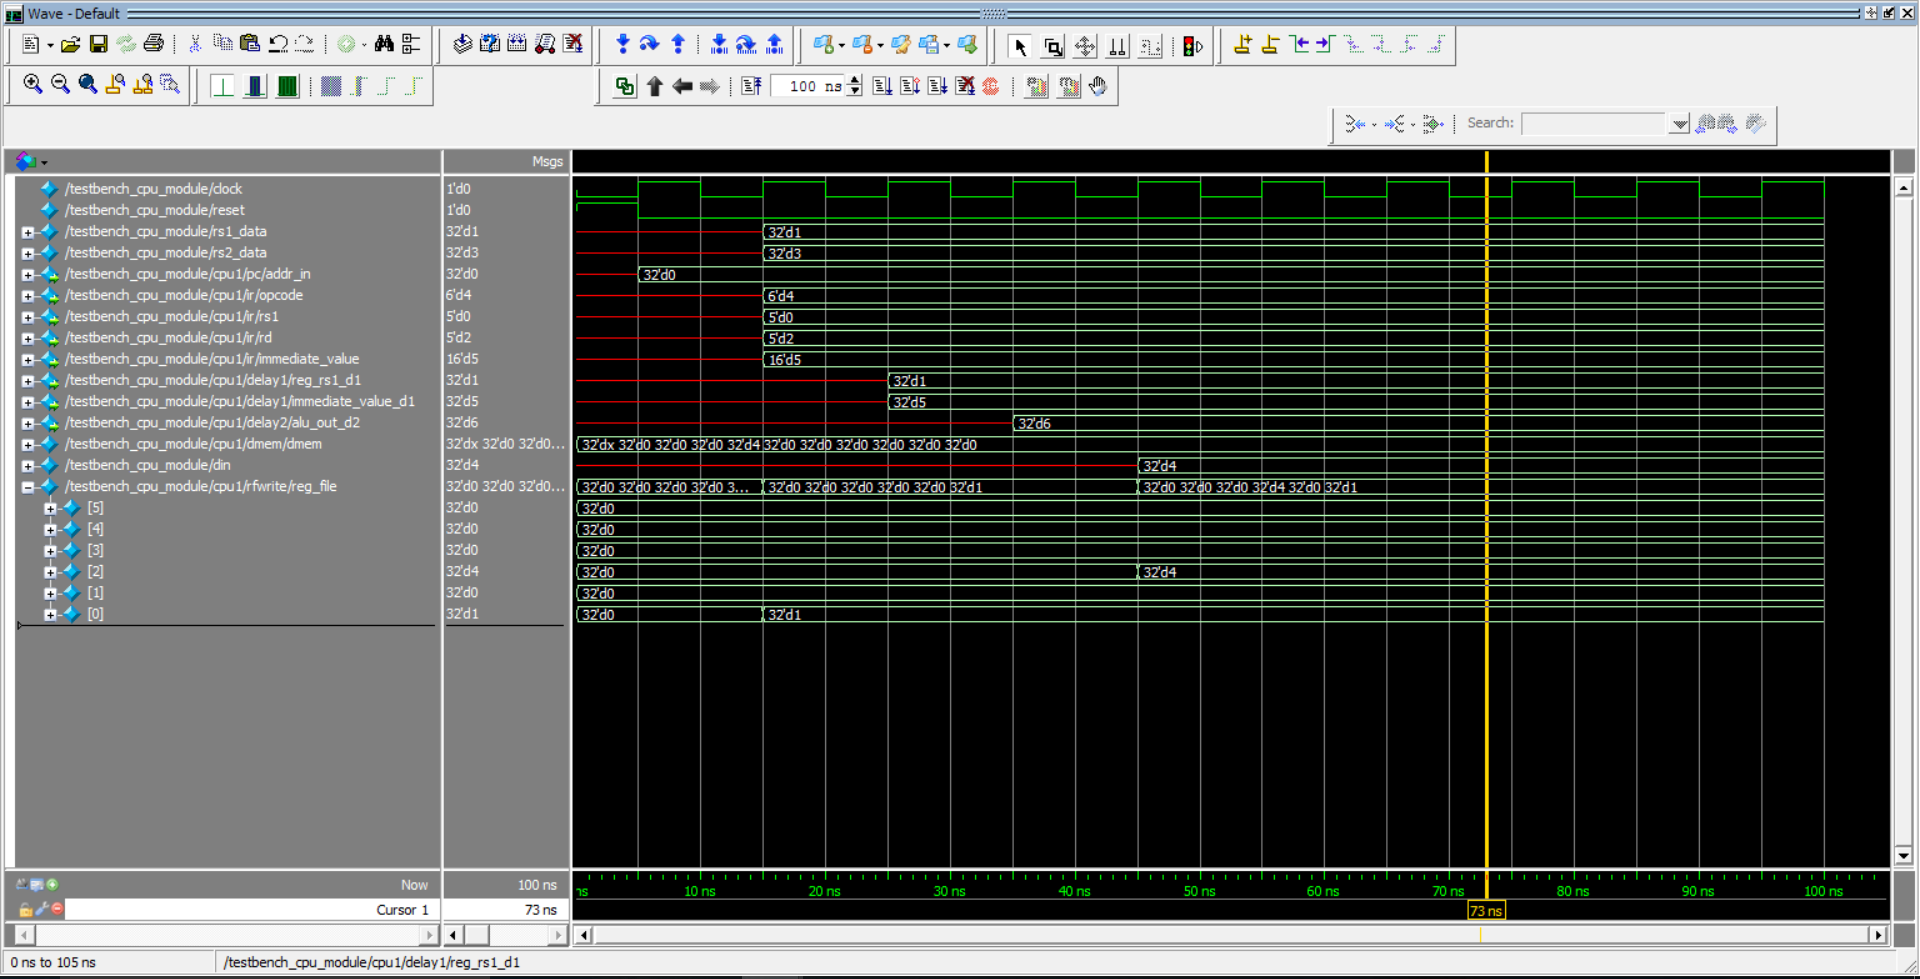 Wave - Default
100 ns
Search:
Msgs
/testbench_cpu_module/clock 1'd0
/testbench_cpu_module/reset 1'd0
/testbench_cpu_module/rs1_data 32'd1 32'd1
/testbench_cpu_module/rs2_data 32'd3 32'd3
/testbench_cpu_module/cpu1/pc/addr_in 32'd0 32'd0
/testbench_cpu_module/cpu1/ir/opcode 6'd4 6'd4
/testbench_cpu_module/cpu1/ir/rs1 5'd0 5'd0
/testbench_cpu_module/cpu1/ir/rd 5'd2 5'd2
/testbench_cpu_module/cpu1/ir/immediate_value 16'd5 16'd5
/testbench_cpu_module/cpu1/delay1/reg_rs1_d1 32'd1 32'd1
/testbench_cpu_module/cpu1/delay1/immediate_value_d1 32'd5 32'd5
/testbench_cpu_module/cpu1/delay2/alu_out_d2 32'd6 32'd6
/testbench_cpu_module/cpu1/dmem/dmem 32'dx 32'd0 32'd0... 32'dx 32'd0 32'd0 32'd0 32'd4 32'd0 32'd0 32'd0 32'd0 32'd0 32'd0
/testbench_cpu_module/din 32'd4 32'd4
/testbench_cpu_module/cpu1/rfwrite/reg_file 32'd0 32'd0 32'd0... 32'd0 32'd0 32'd0 32'd0 3... 32'd0 32'd0 32'd0 32'd0 32'd0 32'd1 32'd0 32'd0 32'd0 32'd4 32'd0 32'd1
[5] 32'd0 32'd0
[4] 32'd0 32'd0
[3] 32'd0 32'd0
[2] 32'd4 32'd0 32'd4
[1] 32'd0 32'd0
[0] 32'd1 32'd0 32'd1
Now 100 ns ns 10 ns 20 ns 30 ns 40 ns 50 ns 60 ns 70 ns 80 ns 90 ns 100 ns
Cursor 1 73 ns 73 ns
0 ns to 105 ns /testbench_cpu_module/cpu1/delay1/reg_rs1_d1